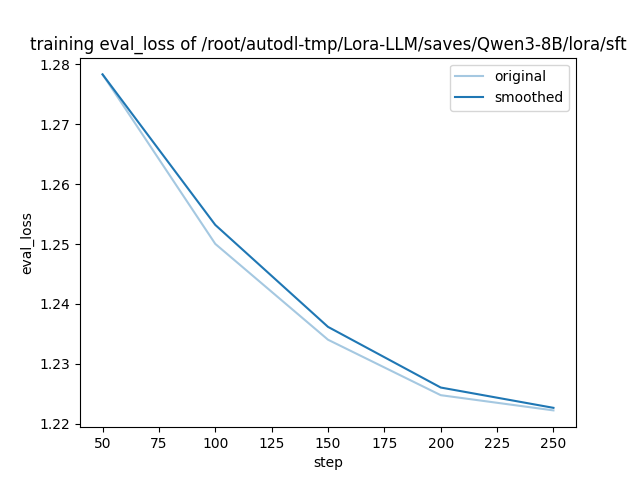 training eval_loss of /root/autodl-tmp/Lora-LLM/saves/Qwen3-8B/lora/sft
original
smoothed
eval_loss
1.28
1.27
1.26
1.25
1.24
1.23
1.22
50 75 100 125 150 175 200 225 250
step